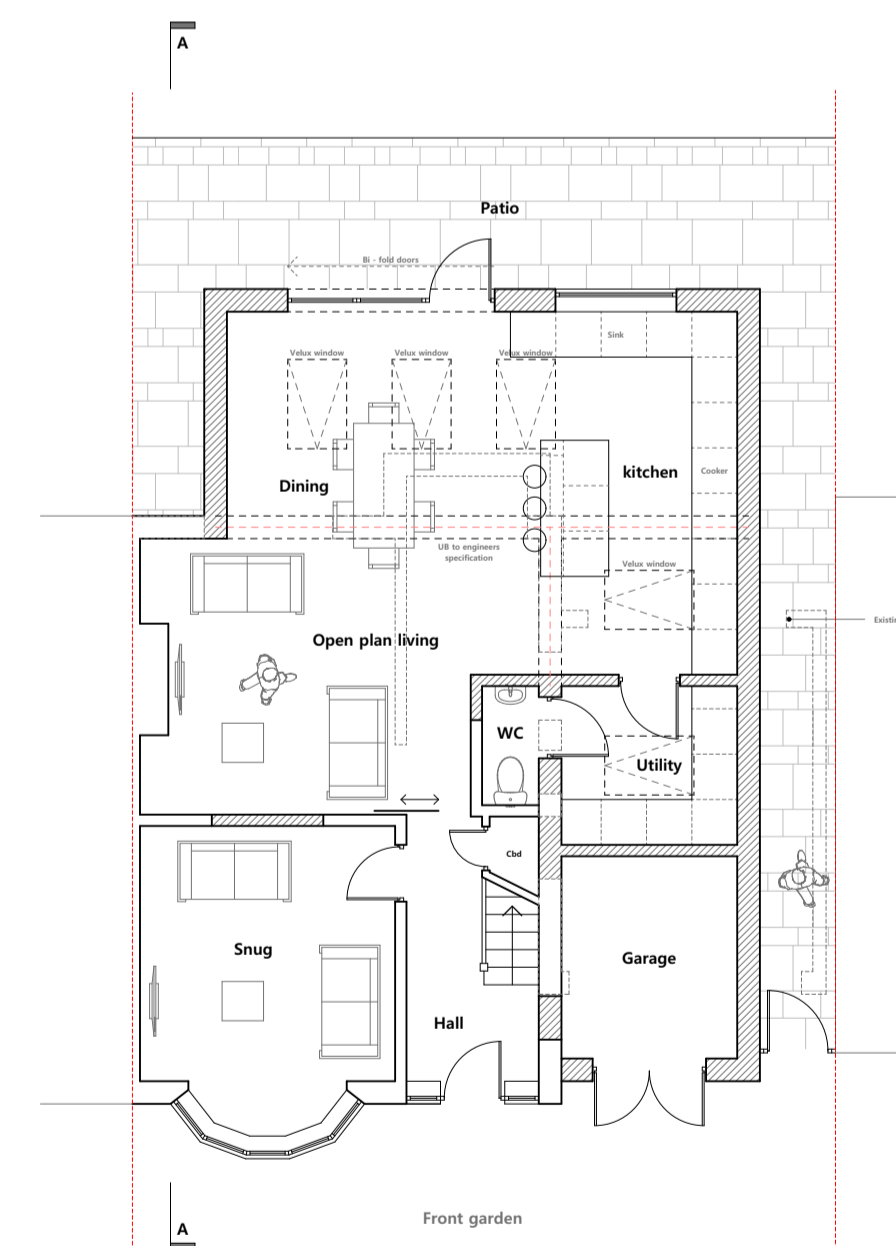 A
Patio
Bi - fold doors
Sink
Velux window
Velux window
Velux window
kitchen
Cooker
Dining
UB to engineers
specification
Velux window
Existin
Open plan living
WC
Utility
Cbd
Snug
Garage
Hall
Front garden
A